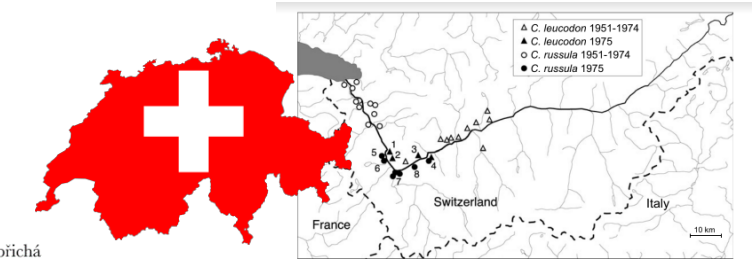 C. leucodon 1951-1974
C. leucodon 1975
C. russula 1951-1974
C. russula 1975
1
5
2
3
6
4
8
7
Switzerland
France
Italy
10 km